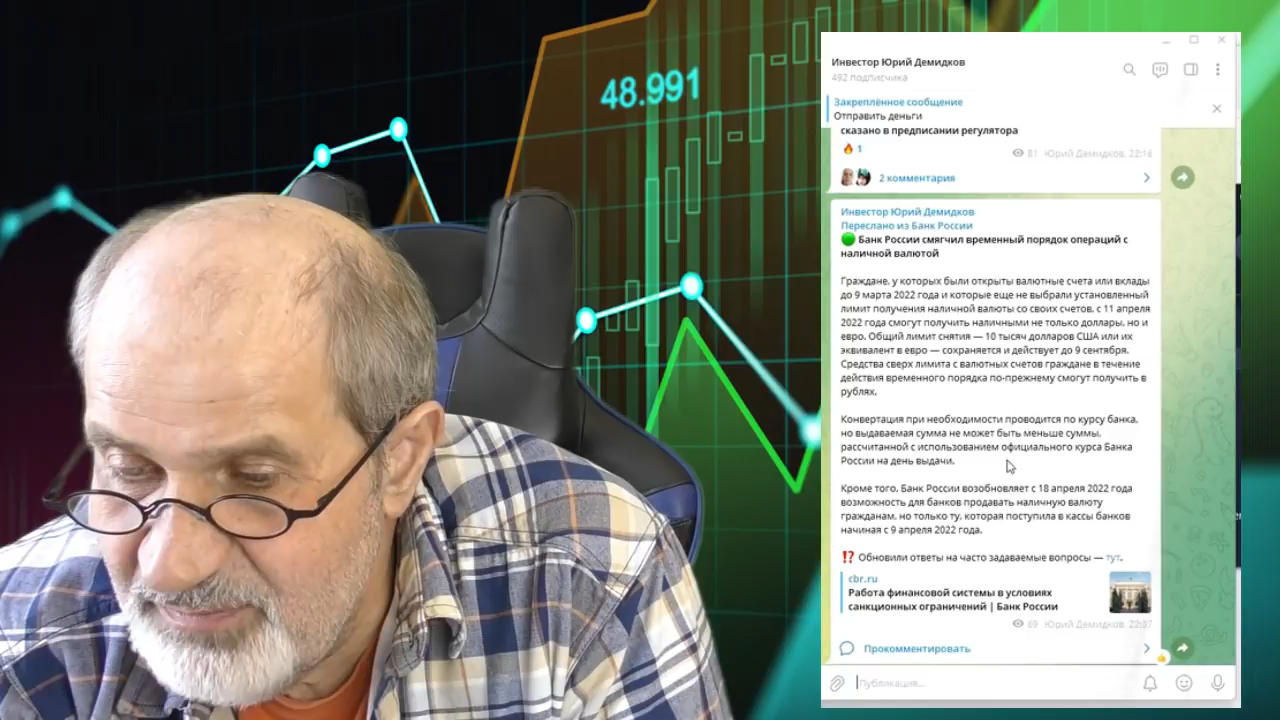 48.991
Инвестор Юрий Демидков
492 подписчика
Закреплённое сообщение
Отправить деньги
сказано в предписании регулятора
1
81 Юрий Демидков, 22:16
2 комментария
Инвестор Юрий Демидков
Переслано из Банк России
Банк России смягчил временный порядок операций с
наличной валютой
Граждане, у которых были открыты валютные счета или вклады
до 9 марта 2022 года и которые еще не выбрали установленный
лимит получения наличной валюты со своих счетов, с 11 апреля
2022 года смогут получить наличными не только доллары, но и
евро. Общий лимит снятия — 10 тысяч долларов США или их
эквивалент в евро — сохраняется и действует до 9 сентября.
Средства сверх лимита с валютных счетов граждане в течение
действия временного порядка по-прежнему смогут получить в
рублях.
Конвертация при необходимости проводится по курсу банка,
но выдаваемая сумма не может быть меньше суммы,
рассчитанной с использованием официального курса Банка
России на день выдачи.
Кроме того, Банк России возобновляет с 18 апреля 2022 года
возможность для банков продавать наличную валюту
гражданам, но только ту, которая поступила в кассы банков
начиная с 9 апреля 2022 года.
⁉️ Обновили ответы на часто задаваемые вопросы — тут.
cbr.ru
Работа финансовой системы в условиях
санкционных ограничений | Банк России
69 Юрий Демидков, 22:37
Прокомментировать
Публикация...